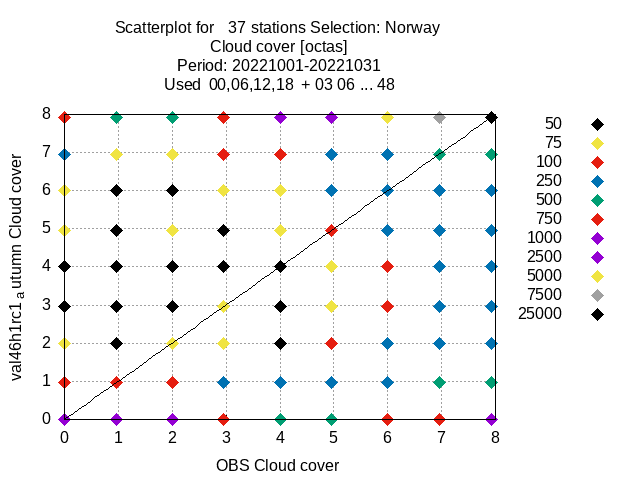 Scatterplot for 37 stations Selection: Norway
Cloud cover [octas]
Period: 20221001-20221031
Used 00,06,12,18 + 03 06 ... 48
8
7
6
5
4
3
2
1
0
0 1 2 3 4 5 6 7 8
val46h1rc1 a utumn Cloud cover
OBS Cloud cover
50
75
100
250
500
750
1000
2500
5000
7500
25000